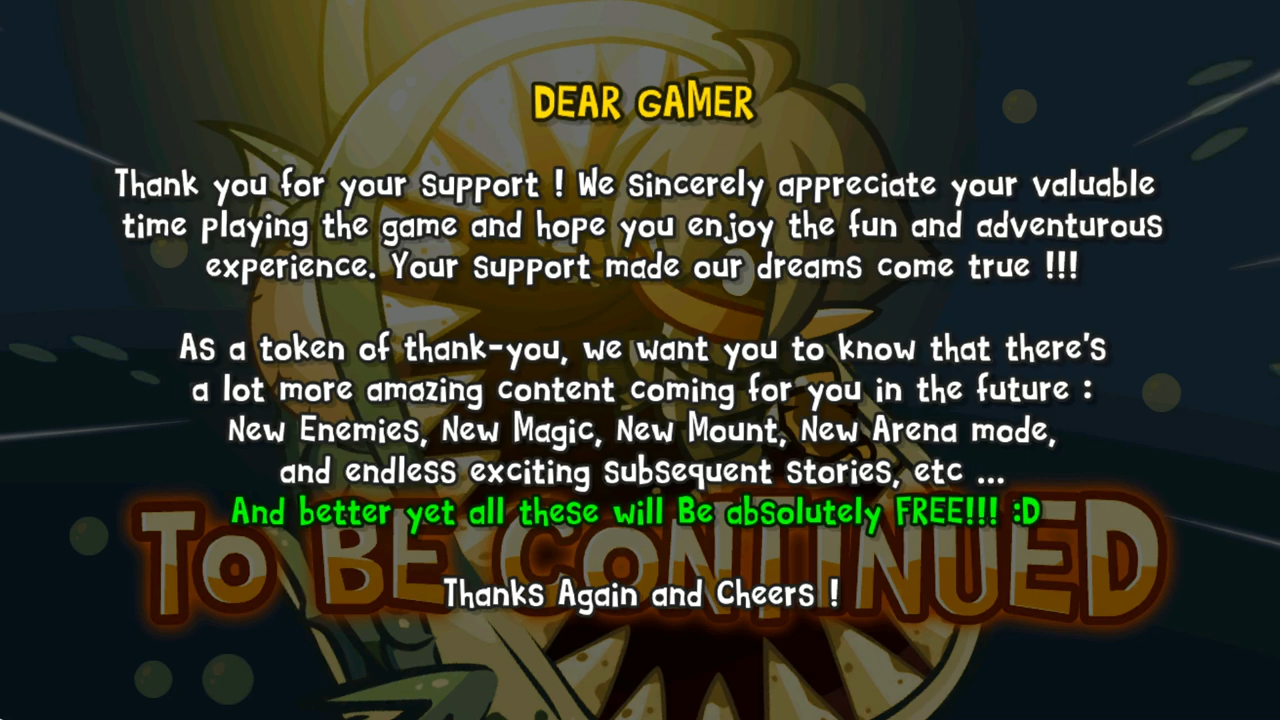 DEAR GAMER
Thank you for your support ! We sincerely appreciate your valuable
time playing the game and hope you enjoy the fun and adventurous
experience. Your support made our dreams come true !!!
As a token of thank-you, we want you to know that there's
a lot more amazing content coming for you in the future :
New Enemies, New Magic, New Mount, New Arena mode,
and endless exciting subsequent stories, etc ...
And better yet all these will Be absolutely FREE!!! :D
TO BE CONTINUED
Thanks Again and Cheers !